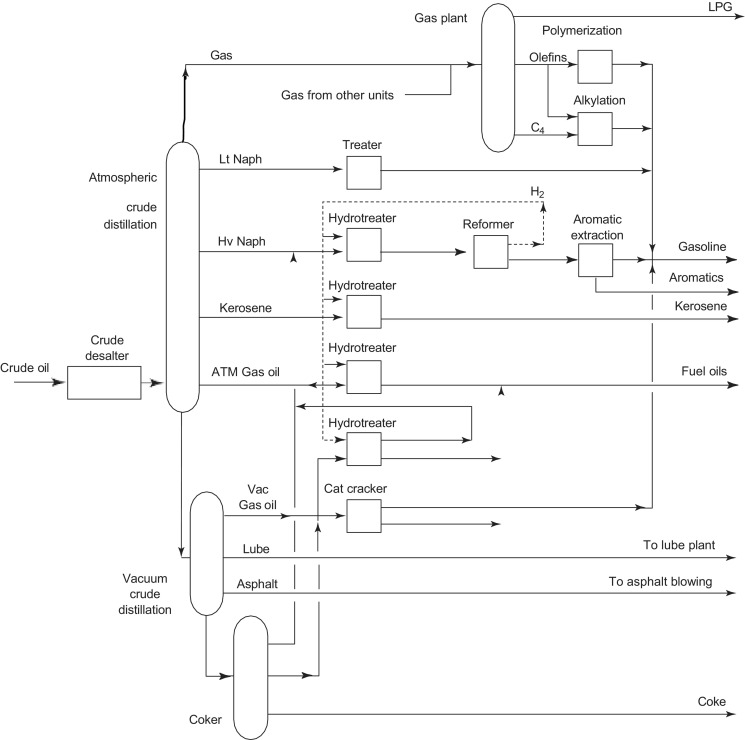 Gas plant
LPG
Polymerization
Gas
Olefins
Gas from other units
Alkylation
C4
Lt Naph
Treater
Atmospheric
crude
distillation
H2
Hydrotreater
Reformer
Aromatic
extraction
Hv Naph
Gasoline
Aromatics
Hydrotreater
Kerosene
Kerosene
Crude
desalter
Hydrotreater
Crude oil
ATM Gas oil
Fuel oils
Hydrotreater
Vac
Gas oil
Cat cracker
Lube
To lube plant
Vacuum
crude
distillation
Asphalt
To asphalt blowing
Coker
Coke